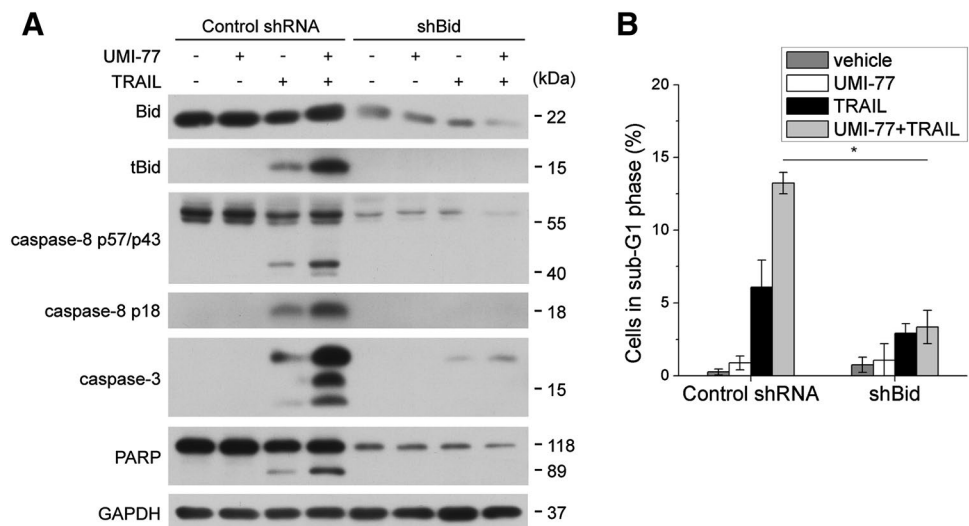 A
Control shRNA shBid
UMI-77 - + - + - + - +
TRAIL - - + + - - + + (kDa)
Bid - 22
tBid - 15
caspase-8 p57/p43 - 55
- 40
caspase-8 p18 - 18
caspase-3 - 15
PARP - 118
- 89
GAPDH - 37
B
vehicle
UMI-77
TRAIL
UMI-77+TRAIL
*
Cells in sub-G1 phase (%)
20
15
10
5
0
Control shRNA shBid